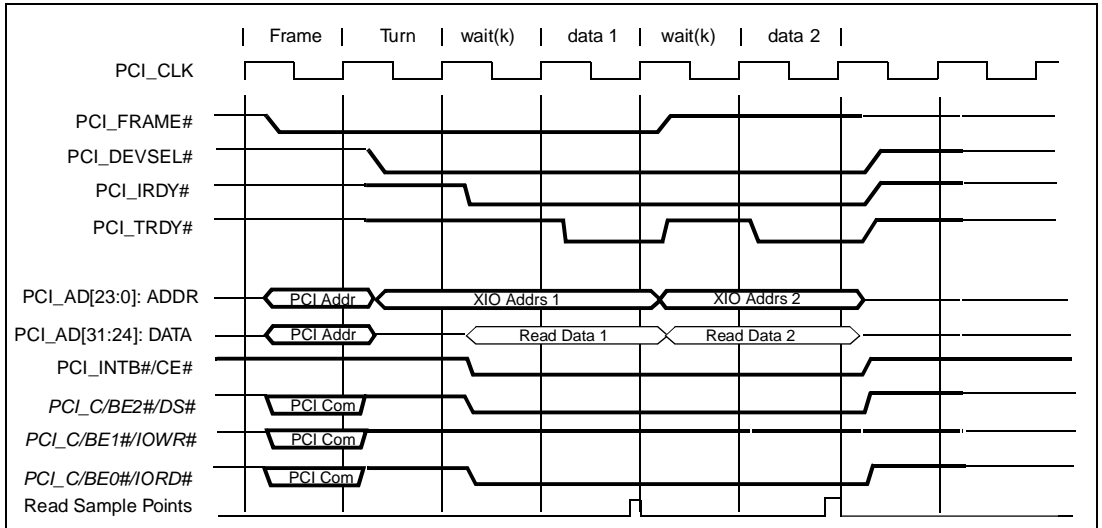 Frame Turn wait(k) data 1 wait(k) data 2
PCI_CLK
PCI_FRAME#
PCI_DEVSEL#
PCI_IRDY#
PCI_TRDY#
PCI_AD[23:0]: ADDR PCI Addr XIO Addrs 1 XIO Addrs 2
PCI_AD[31:24]: DATA PCI Addr Read Data 1 Read Data 2
PCI_INTB#/CE#
PCI_C/BE2#/DS# PCI Com
PCI_C/BE1#/IOWR# PCI Com
PCI_C/BE0#/IORD# PCI Com
Read Sample Points